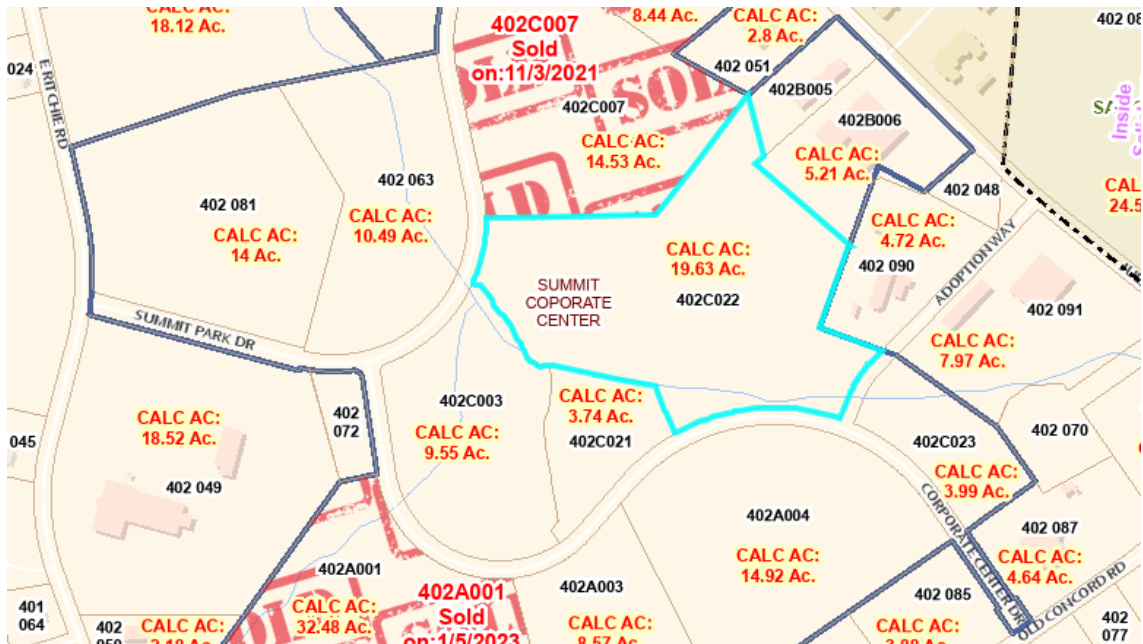 CALC AC:
18.12 Ac.
402C007
Sold
on:11/3/2021
8.44 Ac.
CALC AC:
2.8 Ac.
402 08
024
E RITCHIE RD
402 051
402B005
SOLD
402C007
402B006
Inside
CALC AC:
14.53 Ac.
CALC AC:
5.21 Ac.
402 063
402 081
402 048
CALC AC:
10.49 Ac.
CALC AC:
14 Ac.
CALC AC:
4.72 Ac.
CALC AC:
19.63 Ac.
402 090
ADOPTION WAY
SUMMIT
COPORATE
CENTER
402C022
402 091
SUMMIT PARK DR
CALC AC:
7.97 Ac.
402C003
CALC AC:
3.74 Ac.
402C021
CALC AC:
18.52 Ac.
402
072
CALC AC:
9.55 Ac.
402C023
402 070
045
CALC AC:
3.99 Ac.
402 049
CORPORATE CENTER DR
402A004
402 087
CALC AC:
14.92 Ac.
CALC AC:
4.64 Ac.
402A001
402A001
Sold
on:1/5/2023
402A003
402 085
OLD CONCORD RD
401
064
CALC AC:
32.48 Ac.
CALC AC:
8.57 Ac.
CALC AC:
402
CALC AC:
402
077